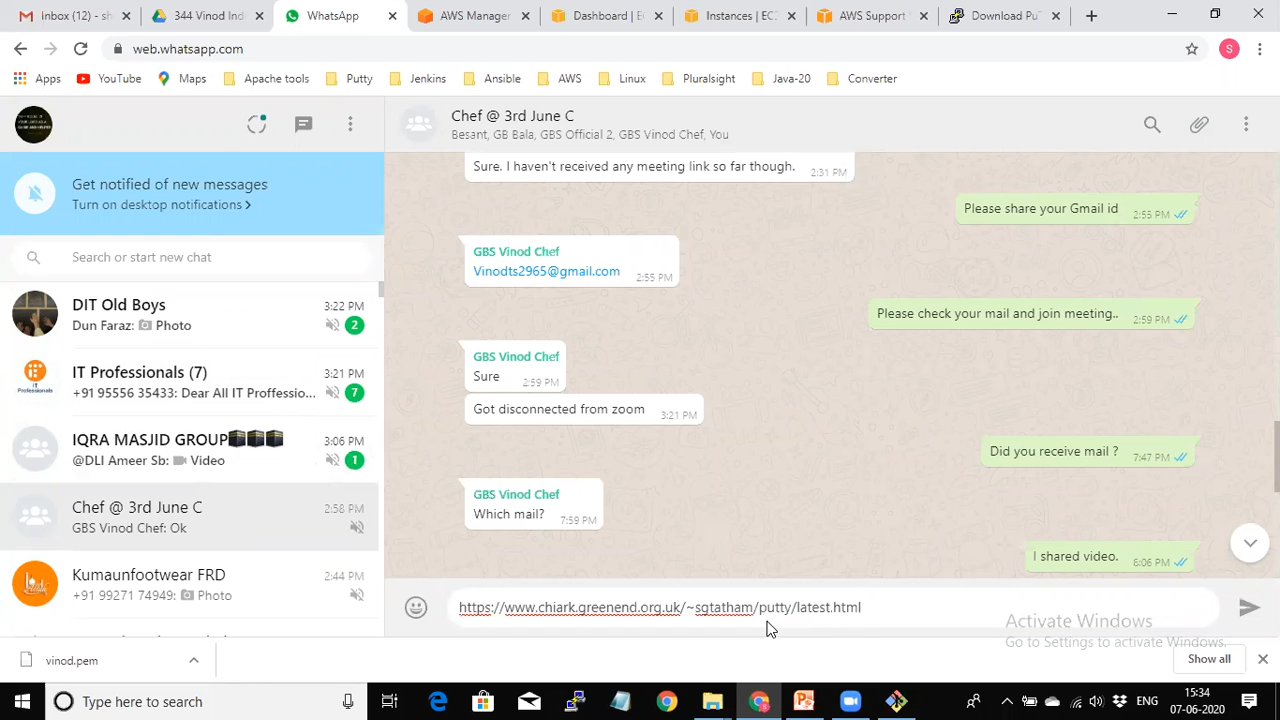 Inbox (12) - sh
344 Vinod Ind
WhatsApp
AWS Manager
Dashboard | EC
Instances | EC2
AWS Support
Download Pu
web.whatsapp.com
S
Apps
YouTube
Maps
Apache tools
Putty
Jenkins
Ansible
AWS
Linux
Pluralsight
Java-20
Converter
Chef @ 3rd June C
Besant, GB Bala, GBS Official 2, GBS Vinod Chef, You
Get notified of new messages
Turn on desktop notifications >
Search or start new chat
DIT Old Boys 3:22 PM
Dun Faraz: Photo 2
IT Professionals (7) 3:21 PM
+91 95556 35433: Dear All IT Proffessio... 7
IQRA MASJID GROUP 3:06 PM
@DLI Ameer Sb: Video 1
Chef @ 3rd June C 2:58 PM
GBS Vinod Chef: Ok
Kumaunfootwear FRD 2:44 PM
+91 99271 74949: Photo
Sure. I haven't received any meeting link so far though. 2:31 PM
Please share your Gmail id 2:55 PM
GBS Vinod Chef
Vinodts2965@gmail.com 2:55 PM
Please check your mail and join meeting.. 2:59 PM
GBS Vinod Chef
Sure 2:59 PM
Got disconnected from zoom 3:21 PM
Did you receive mail ? 7:47 PM
GBS Vinod Chef
Which mail? 7:59 PM
I shared video. 6:06 PM
https://www.chiark.greenend.org.uk/~sgtatham/putty/latest.html
Activate Windows
Go to Settings to activate Windows.
vinod.pem
Show all
Type here to search
ENG
15:34
07-06-2020